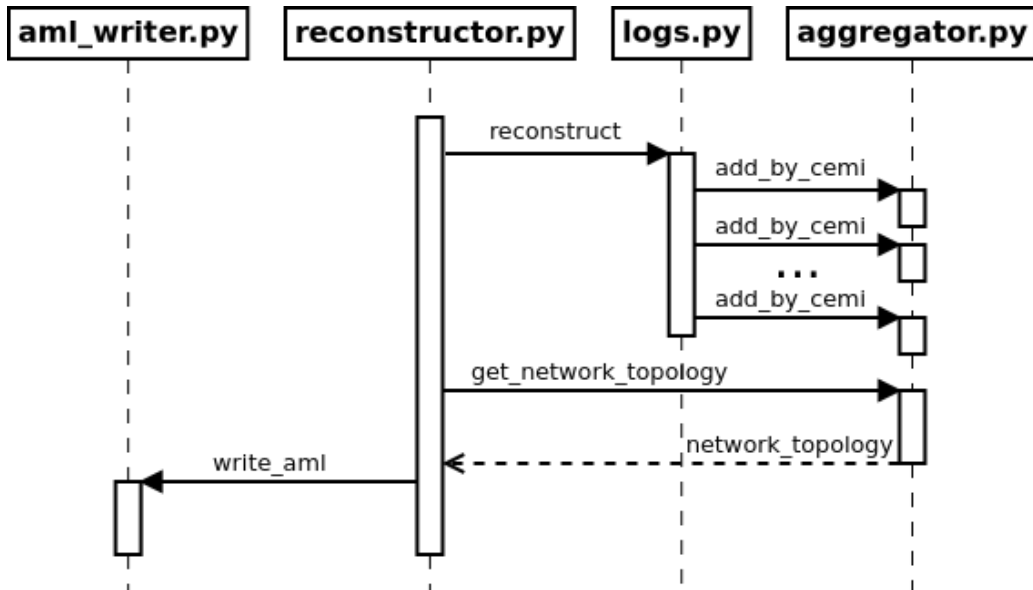 aml_writer.py
reconstructor.py
logs.py
aggregator.py
reconstruct
add_by_cemi
add_by_cemi
...
add_by_cemi
get_network_topology
network_topology
write_aml